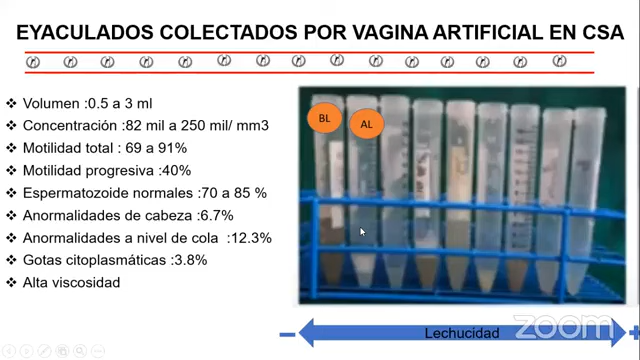 EYACULADOS COLECTADOS POR VAGINA ARTIFICIAL EN CSA
❖ Volumen :0.5 a 3 ml
❖ Concentración :82 mil a 250 mil/ mm3
❖ Motilidad total : 69 a 91%
❖ Motilidad progresiva :40%
❖ Espermatozoide normales :70 a 85 %
❖ Anormalidades de cabeza :6.7%
❖ Anormalidades a nivel de cola :12.3%
❖ Gotas citoplasmáticas :3.8%
❖ Alta viscosidad
BL
AL
Lechucidad
zoom